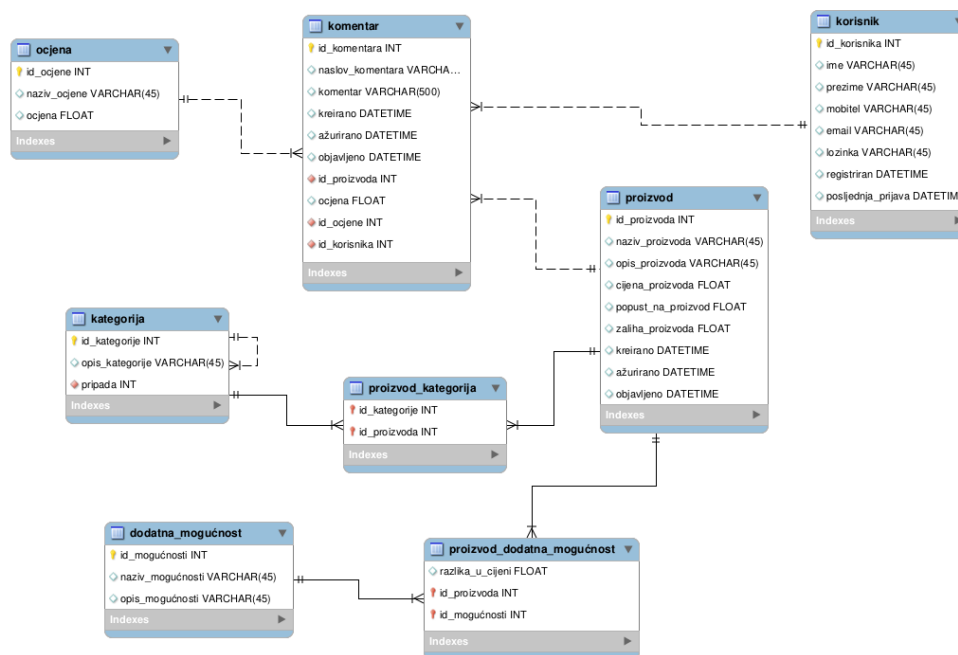 ocjena
id_ocjene INT
naziv_ocjene VARCHAR(45)
ocjena FLOAT
Indexes
komentar
id_komentara INT
naslov_komentara VARCHA...
komentar VARCHAR(500)
kreirano DATETIME
ažurirano DATETIME
objavljeno DATETIME
id_proizvoda INT
ocjena FLOAT
id_ocjene INT
id_korisnika INT
Indexes
korisnik
id_korisnika INT
ime VARCHAR(45)
prezime VARCHAR(45)
mobitel VARCHAR(45)
email VARCHAR(45)
lozinka VARCHAR(45)
registriran DATETIME
posljednja_prijava DATETIM
Indexes
proizvod
id_proizvoda INT
naziv_proizvoda VARCHAR(45)
opis_proizvoda VARCHAR(45)
cijena_proizvoda FLOAT
popust_na_proizvod FLOAT
zaliha_proizvoda FLOAT
kreirano DATETIME
ažurirano DATETIME
objavljeno DATETIME
Indexes
kategorija
id_kategorije INT
opis_kategorije VARCHAR(45)
pripada INT
Indexes
proizvod_kategorija
id_kategorije INT
id_proizvoda INT
Indexes
dodatna_mogućnost
id_mogućnosti INT
naziv_mogućnosti VARCHAR(45)
opis_mogućnosti VARCHAR(45)
Indexes
proizvod_dodatna_mogućnost
razlika_u_cijeni FLOAT
id_proizvoda INT
id_mogućnosti INT
Indexes